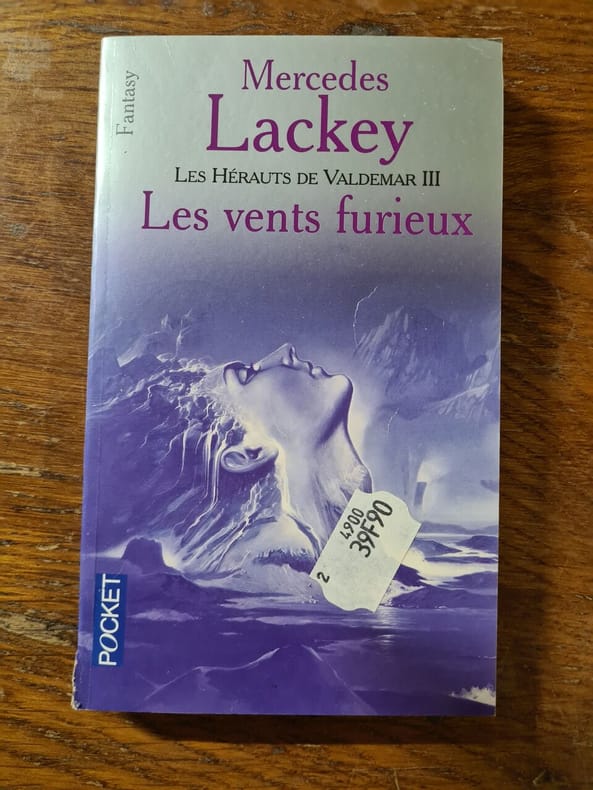 Fantasy
Mercedes
Lackey
Les Hérauts de Valdemar III
Les vents furieux
4900
39F90
2
POCKET